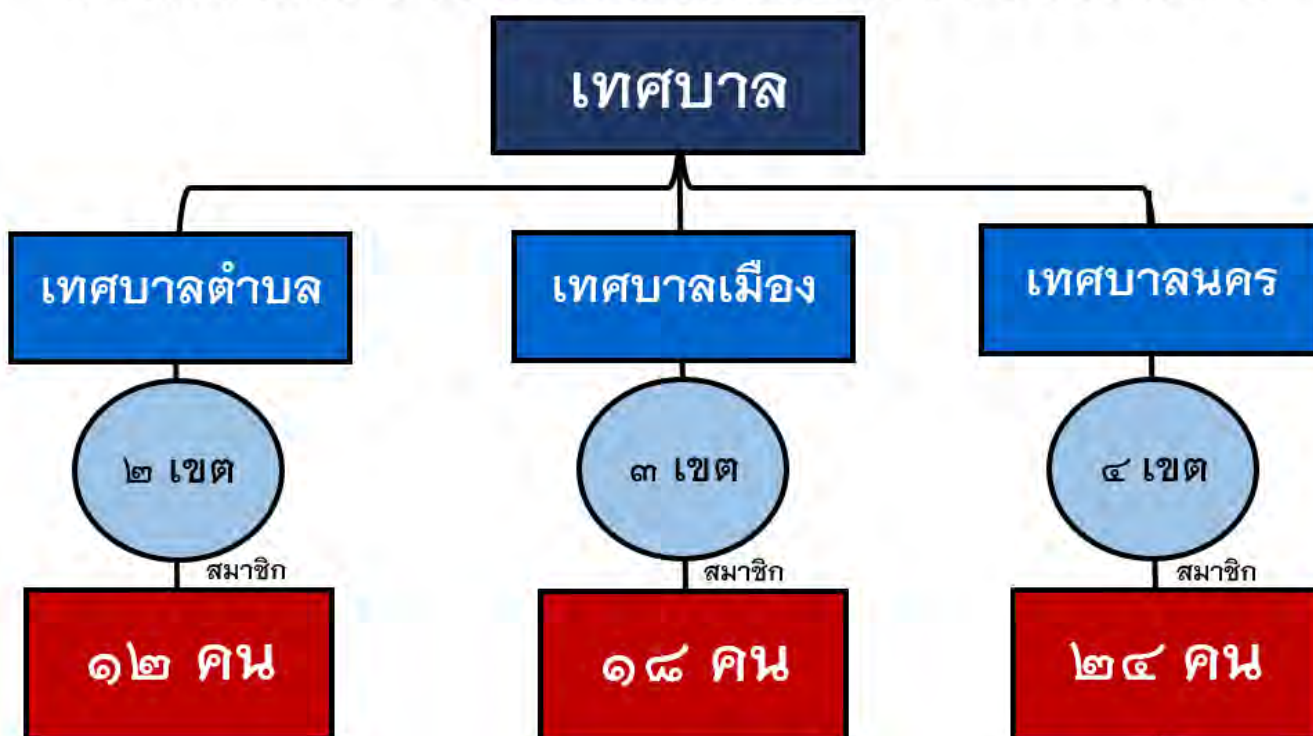 เทศบาล
เทศบาลตำบล
เทศบาลเมือง
เทศบาลนคร
๒ เขต
๓ เขต
๔ เขต
สมาชิก
สมาชิก
สมาชิก
๑๒ คน
๑๘ คน
๒๔ คน